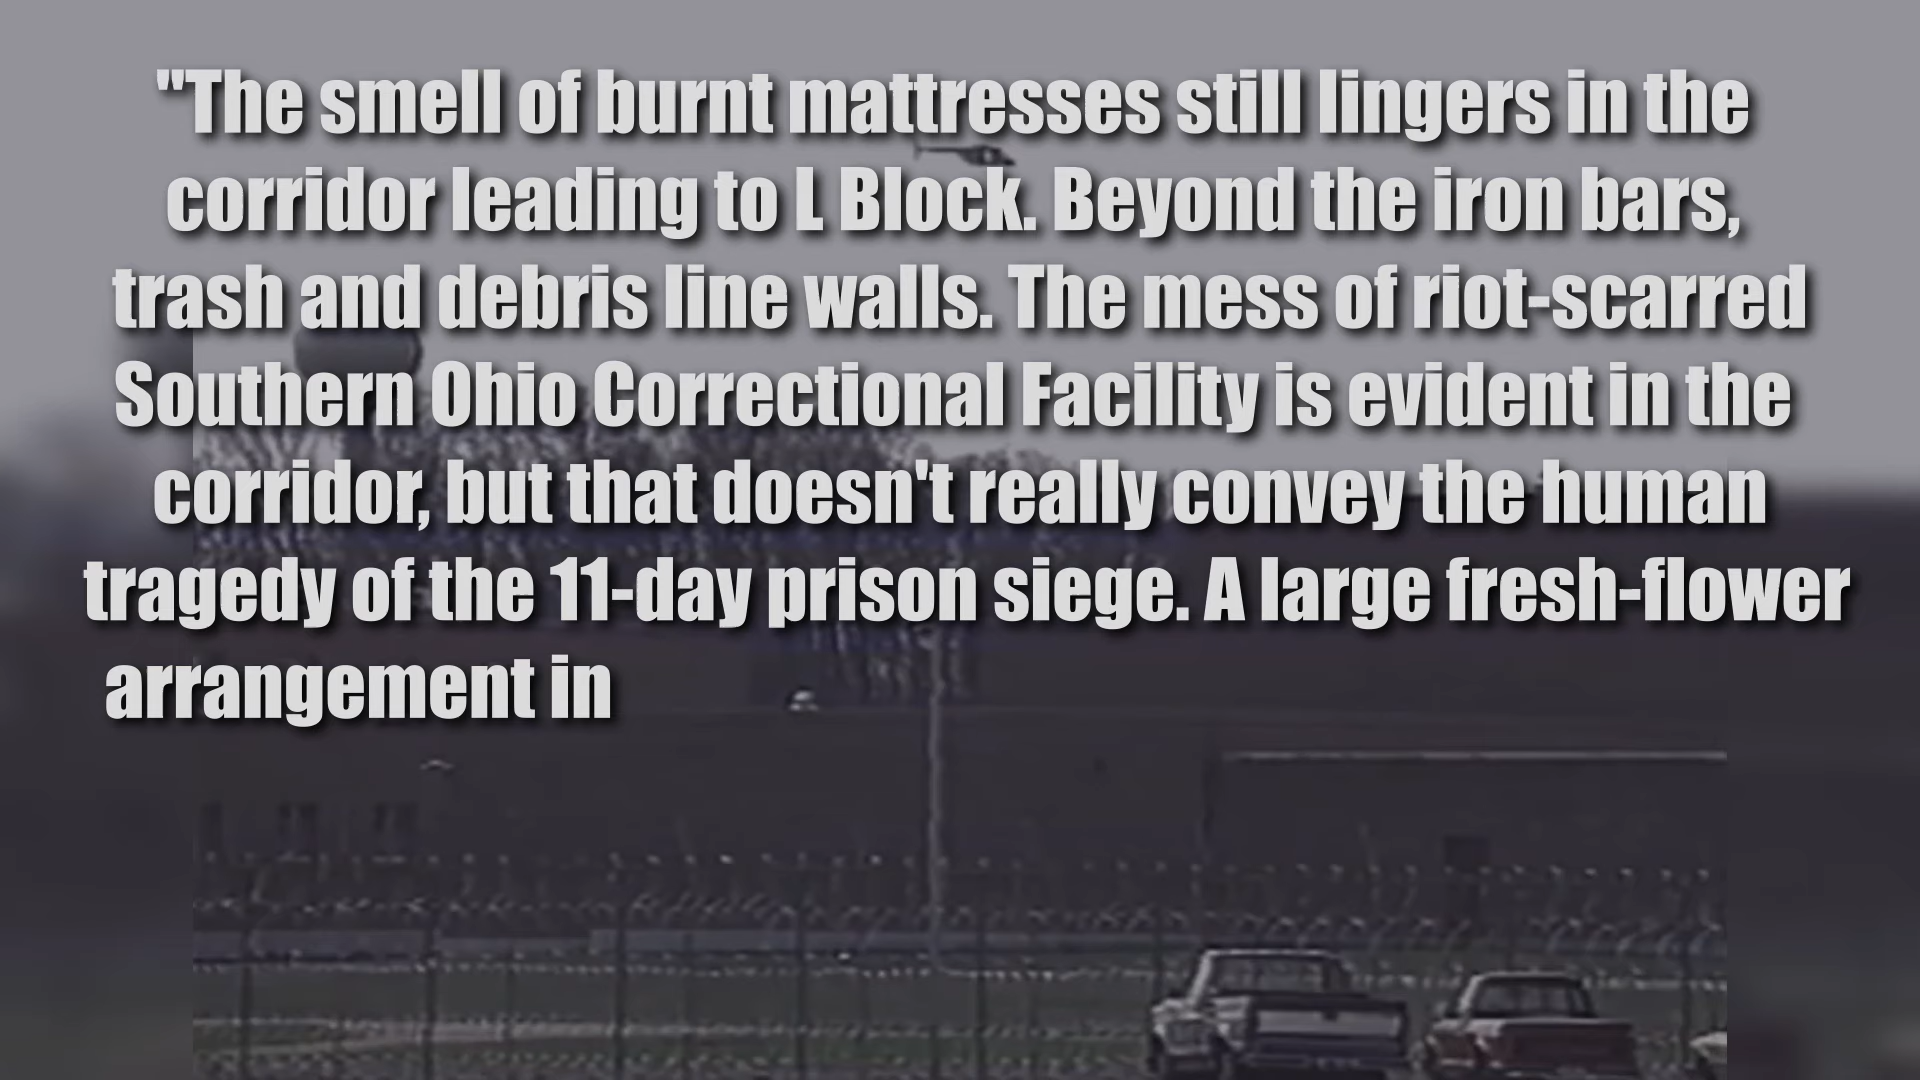 "The smell of burnt mattresses still lingers in the
corridor leading to L Block. Beyond the iron bars,
trash and debris line walls. The mess of riot-scarred
Southern Ohio Correctional Facility is evident in the
corridor, but that doesn't really convey the human
tragedy of the 11-day prison siege. A large fresh-flower
arrangement in